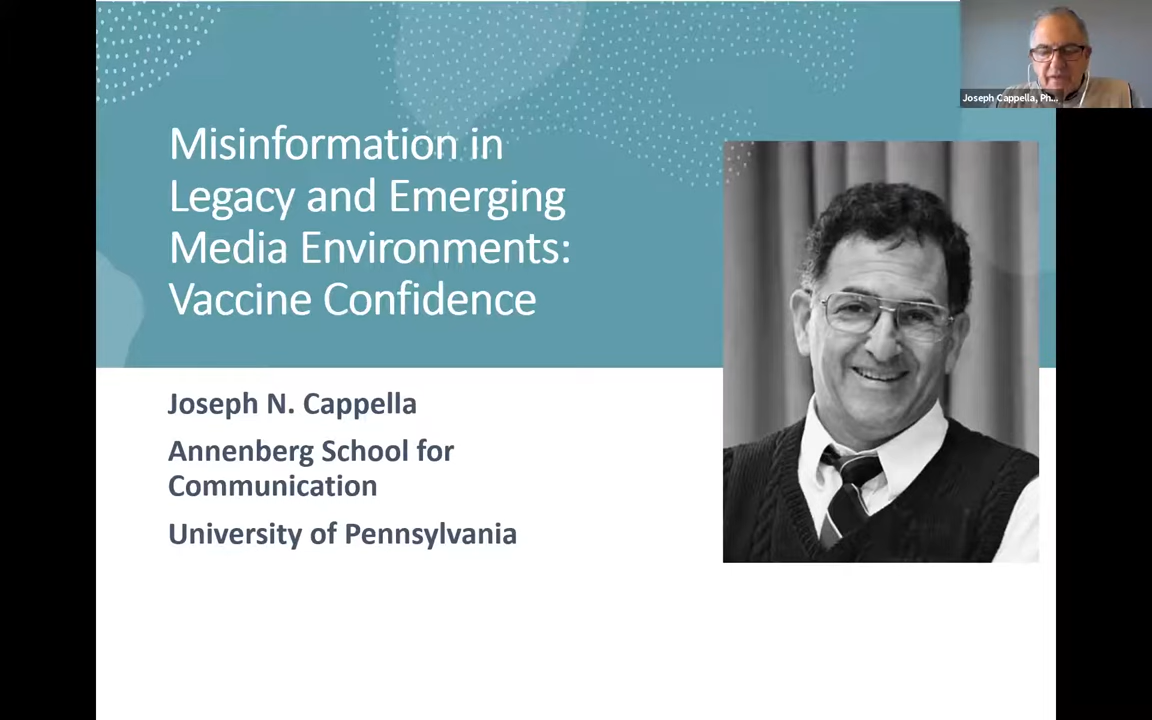 Misinformation in
Legacy and Emerging
Media Environments:
Vaccine Confidence
Joseph N. Cappella
Annenberg School for
Communication
University of Pennsylvania
Joseph Cappella, Ph...